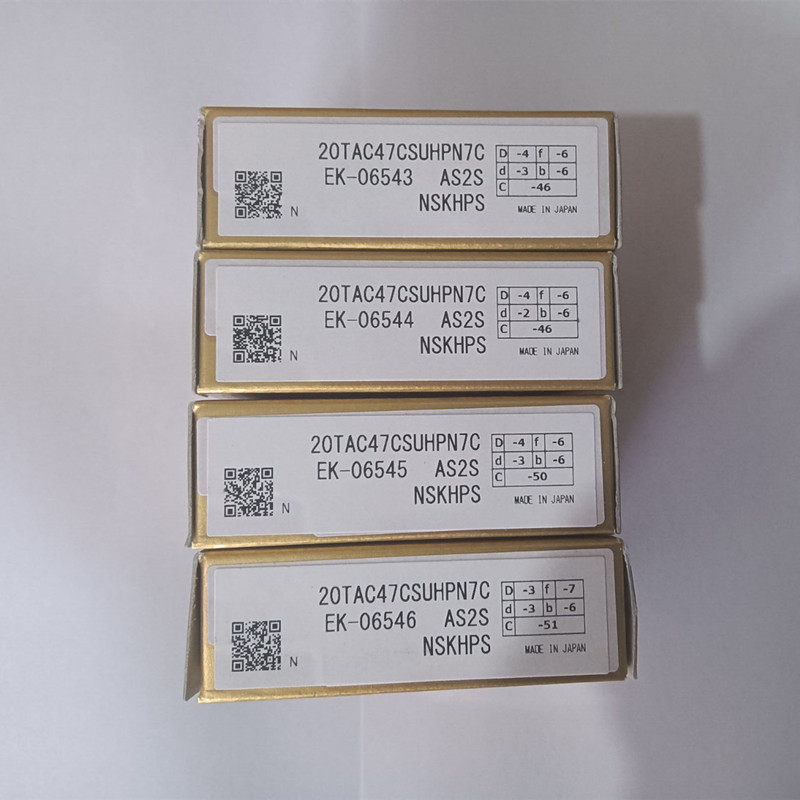 20TAC47CSUHPN7C
EK-06543 AS2S
NSKHPS
N
D -4 f -6
d -3 b -6
C -46
MADE IN JAPAN
20TAC47CSUHPN7C
EK-06544 AS2S
NSKHPS
N
D -4 f -6
d -2 b -6
C -46
MADE IN JAPAN
20TAC47CSUHPN7C
EK-06545 AS2S
NSKHPS
N
D -4 f -6
d -3 b -6
C -50
MADE IN JAPAN
20TAC47CSUHPN7C
EK-06546 AS2S
NSKHPS
N
D -3 f -7
d -3 b -6
C -51
MADE IN JAPAN